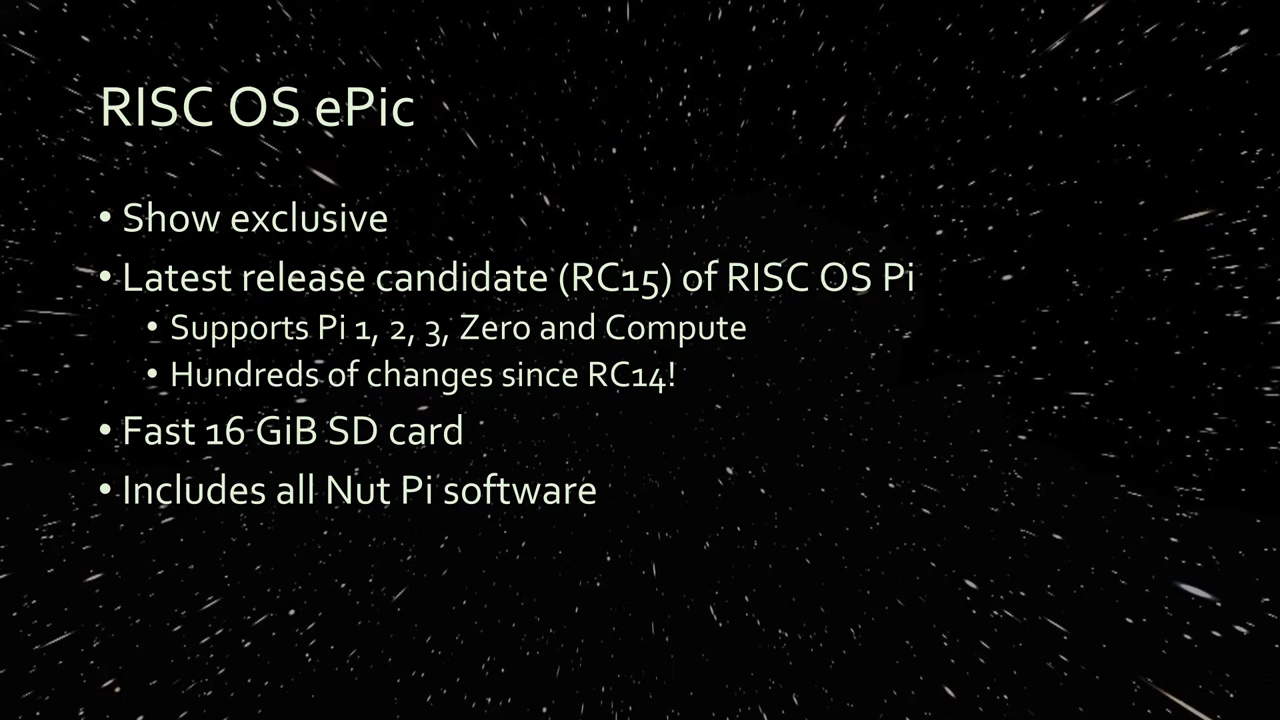 RISC OS ePic
• Show exclusive
• Latest release candidate (RC15) of RISC OS Pi
• Supports Pi 1, 2, 3, Zero and Compute
• Hundreds of changes since RC14!
• Fast 16 GiB SD card
• Includes all Nut Pi software